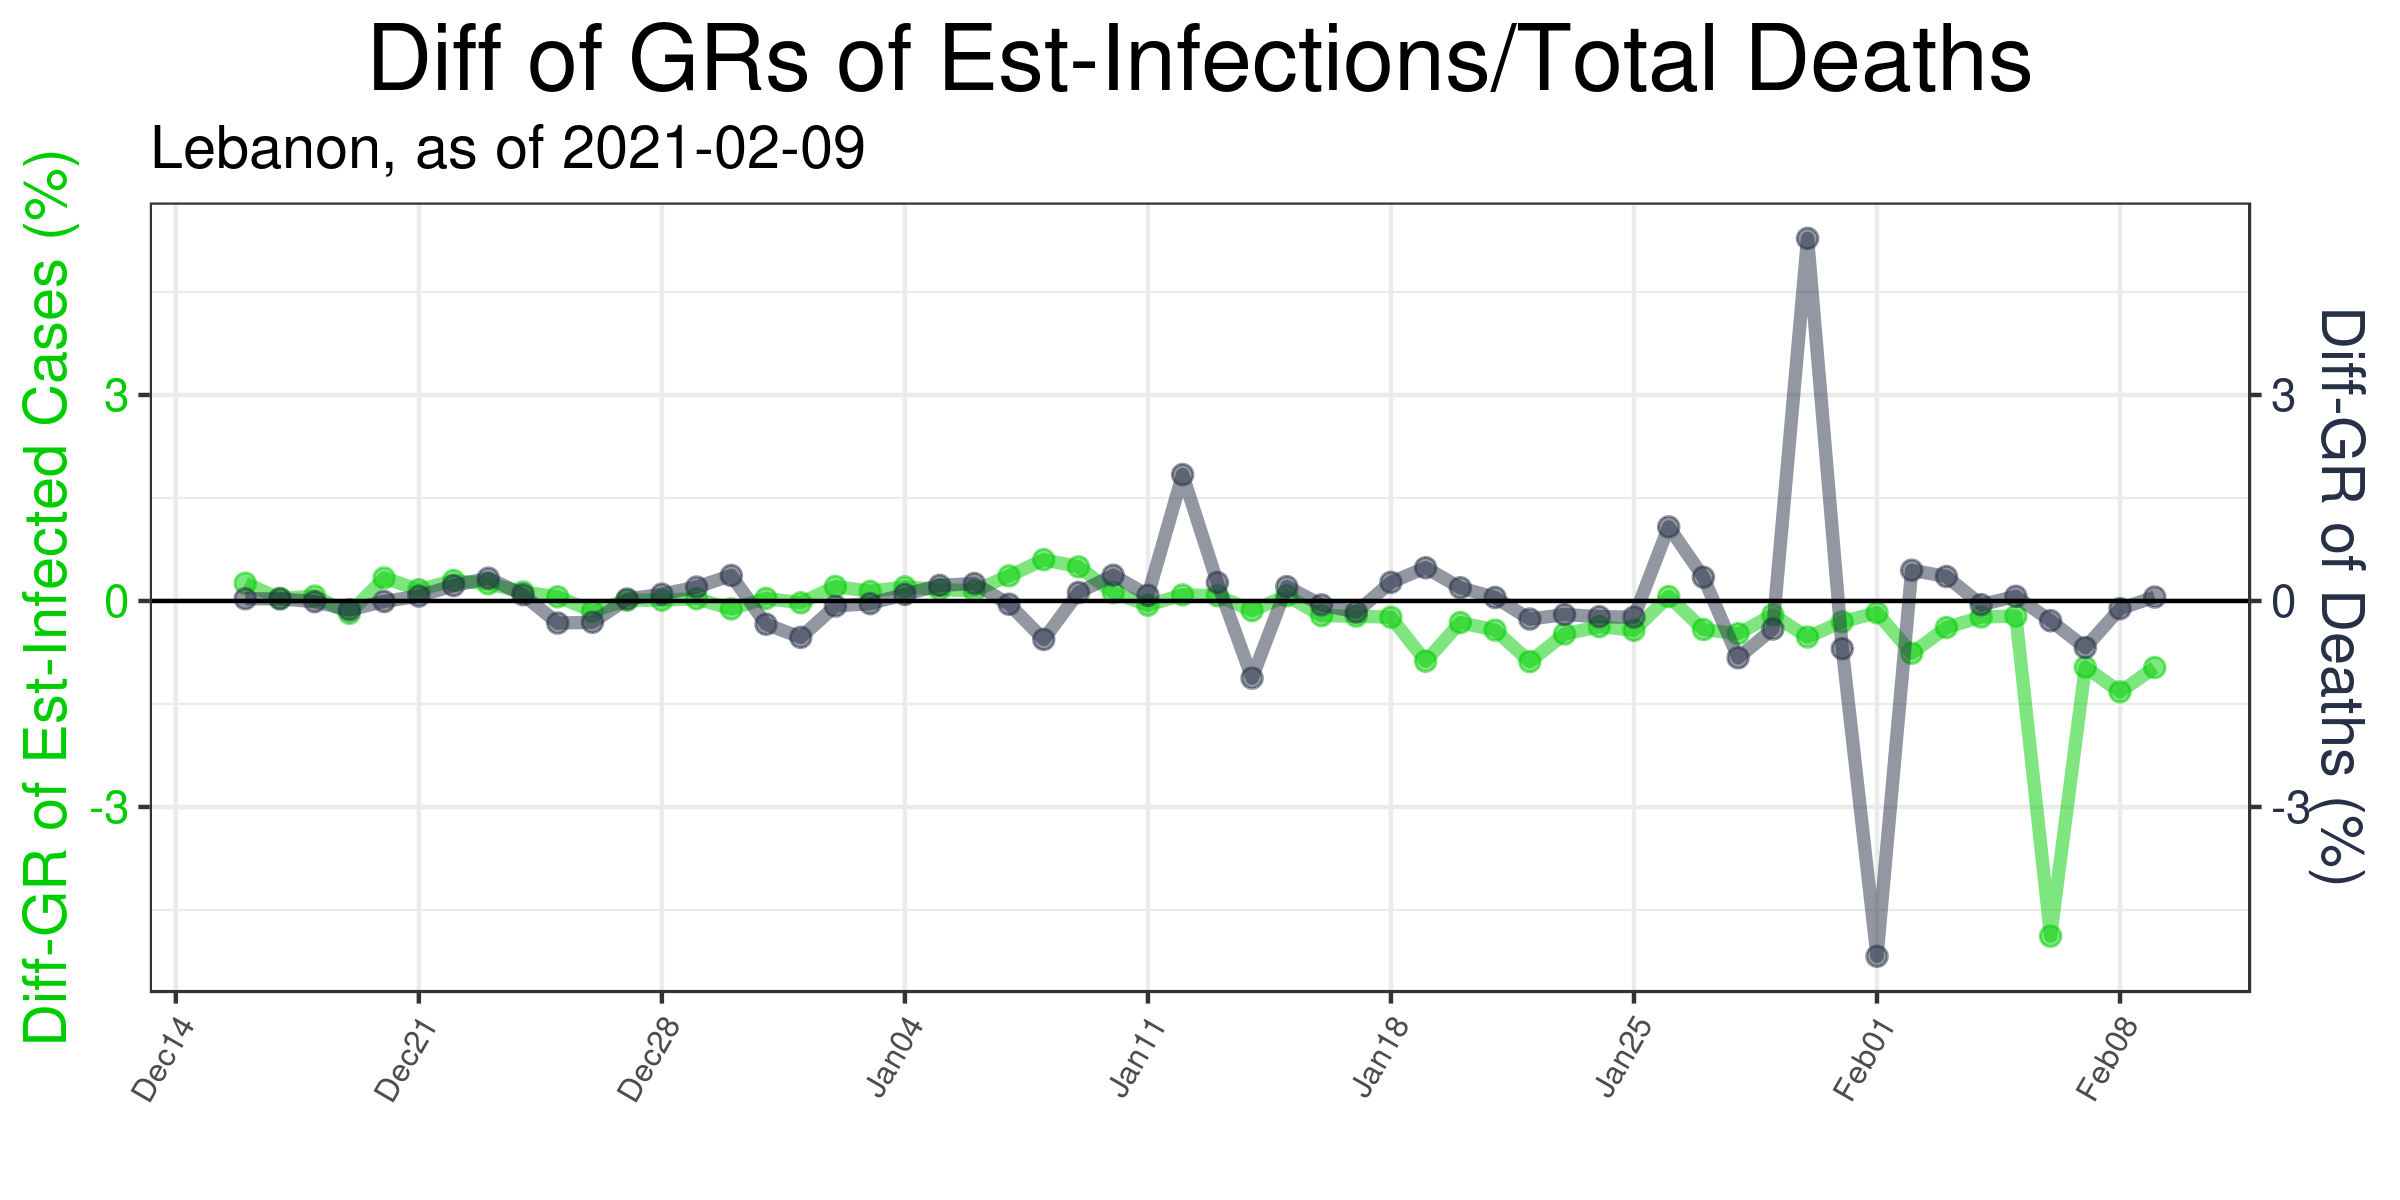 Diff of GRs of Est-Infections/Total Deaths
Lebanon, as of 2021-02-09
Diff-GR of Est-Infected Cases (%)
3
0
-3
3
0
-3
Diff-GR of Deaths (%)
Dec14
Dec21
Dec28
Jan04
Jan11
Jan18
Jan25
Feb01
Feb08